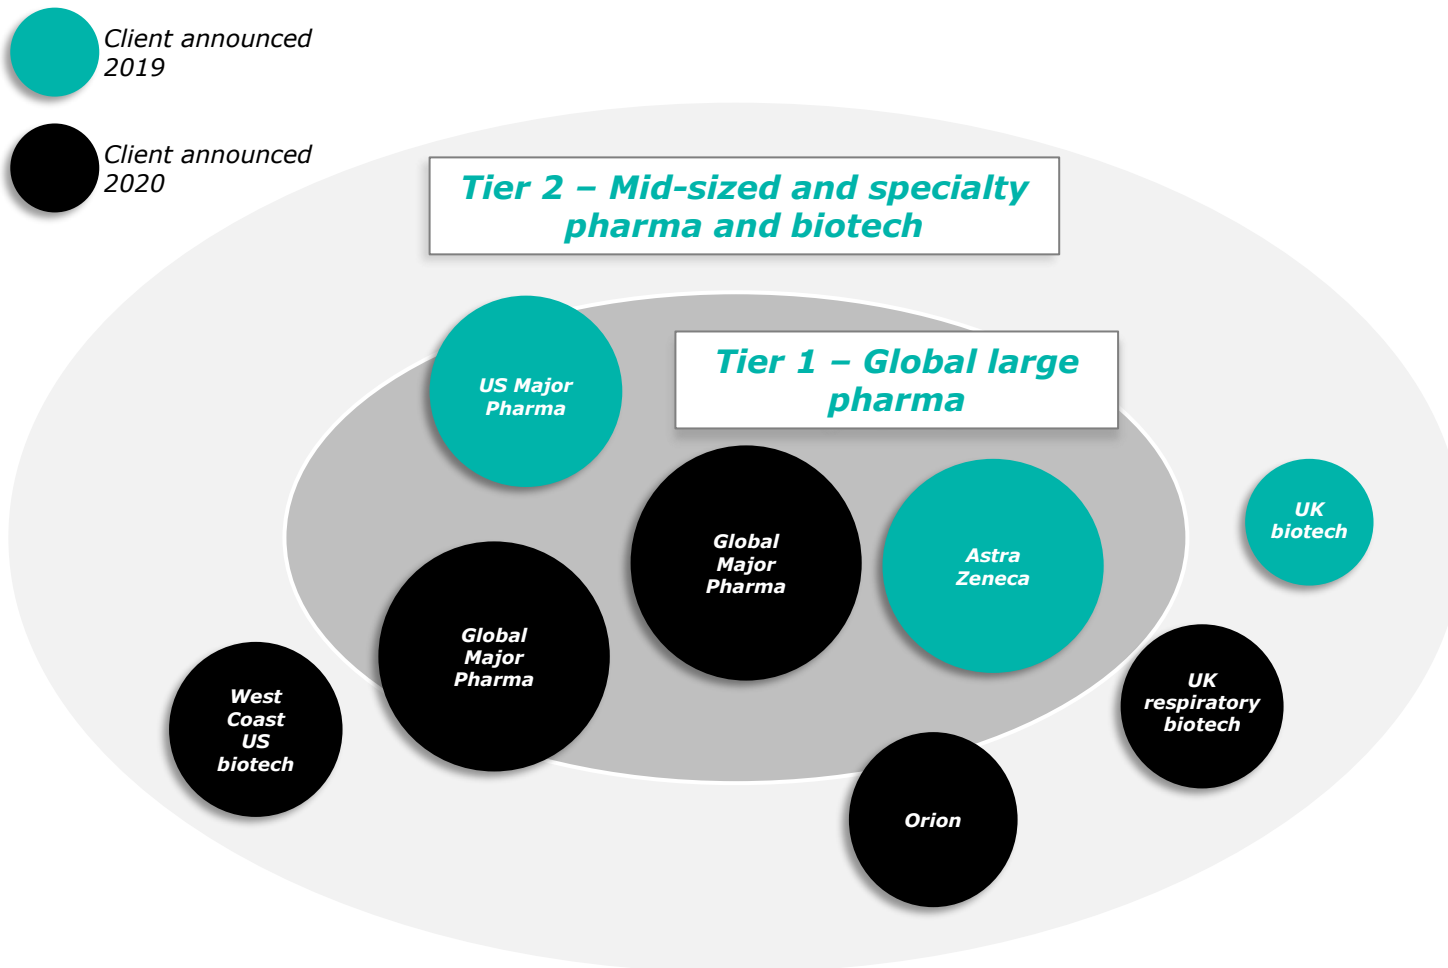 Client announced
2019
Client announced
2020
Tier 2 – Mid-sized and specialty
pharma and biotech
Tier 1 – Global large
pharma
US Major
Pharma
Global
Major
Pharma
Astra
Zeneca
UK
biotech
Global
Major
Pharma
West
Coast
US
biotech
UK
respiratory
biotech
Orion